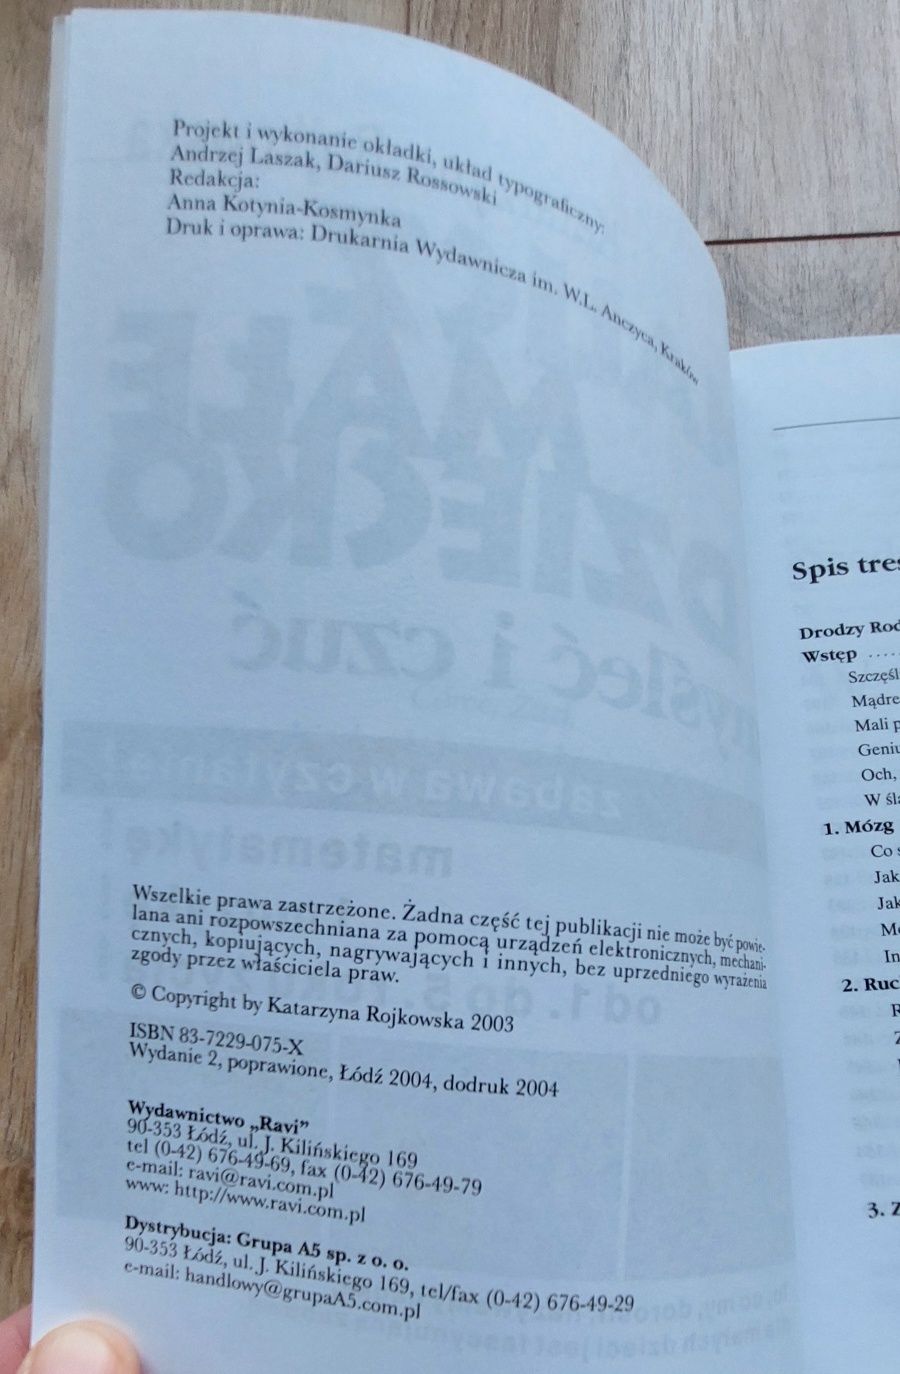 Projekt i wykonanie okładki, układ typograficzny:
Andrzej Laszak, Dariusz Rossowski
Redakcja:
Anna Kotynia-Kosmynka
Druk i oprawa: Drukarnia Wydawnicza im. W.L. Anczyca, Kraków
Wszelkie prawa zastrzeżone. Żadna część tej publikacji nie może być powie-
lana ani rozpowszechniana za pomocą urządzeń elektronicznych, mechani-
cznych, kopiujących, nagrywających i innych, bez uprzedniego wyrażenia
zgody przez właściciela praw.
© Copyright by Katarzyna Rojkowska 2003
ISBN 83-7229-075-X
Wydanie 2, poprawione, Łódź 2004, dodruk 2004
Wydawnictwo „Ravi”
90-353 Łódź, ul. J. Kilińskiego 169
tel (0-42) 676-49-69, fax (0-42) 676-49-79
e-mail: ravi@ravi.com.pl
www: http://www.ravi.com.pl
Dystrybucja: Grupa A5 sp. z o. o.
90-353 Łódź, ul. J. Kilińskiego 169, tel/fax (0-42) 676-49-29
e-mail: handlowy@grupaA5.com.pl
Spis
Drodzy
Wstęp ....
Mali
Och,
W
1. Mózg
Co
2.
3.